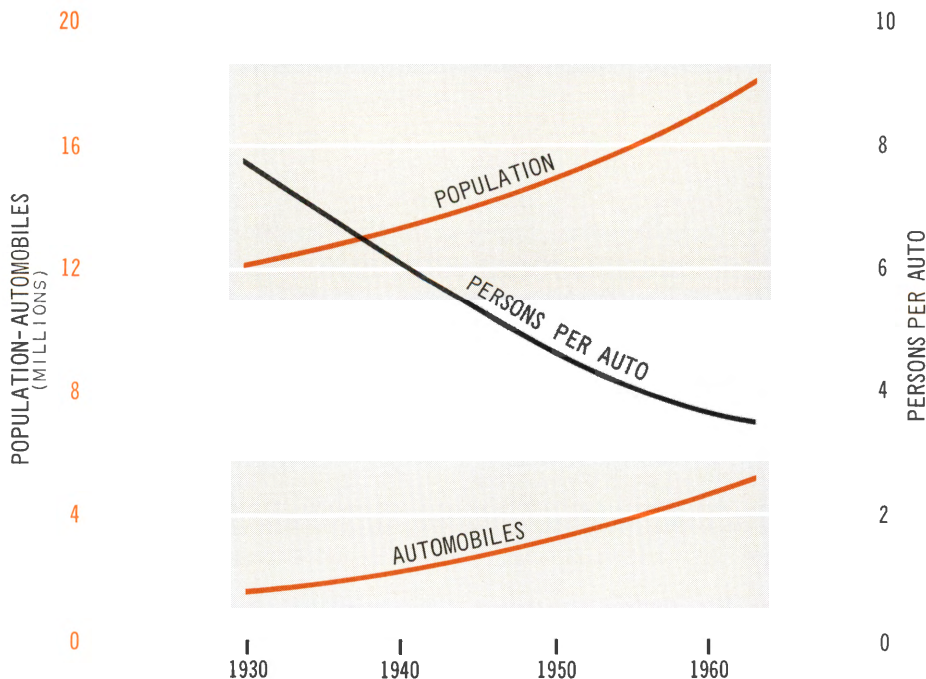 20
16
12
8
4
0
POPULATION-AUTOMOBILES
(MILLIONS)
POPULATION
PERSONS PER AUTO
AUTOMOBILES
10
8
6
4
2
0
PERSONS PER AUTO
1930 1940 1950 1960